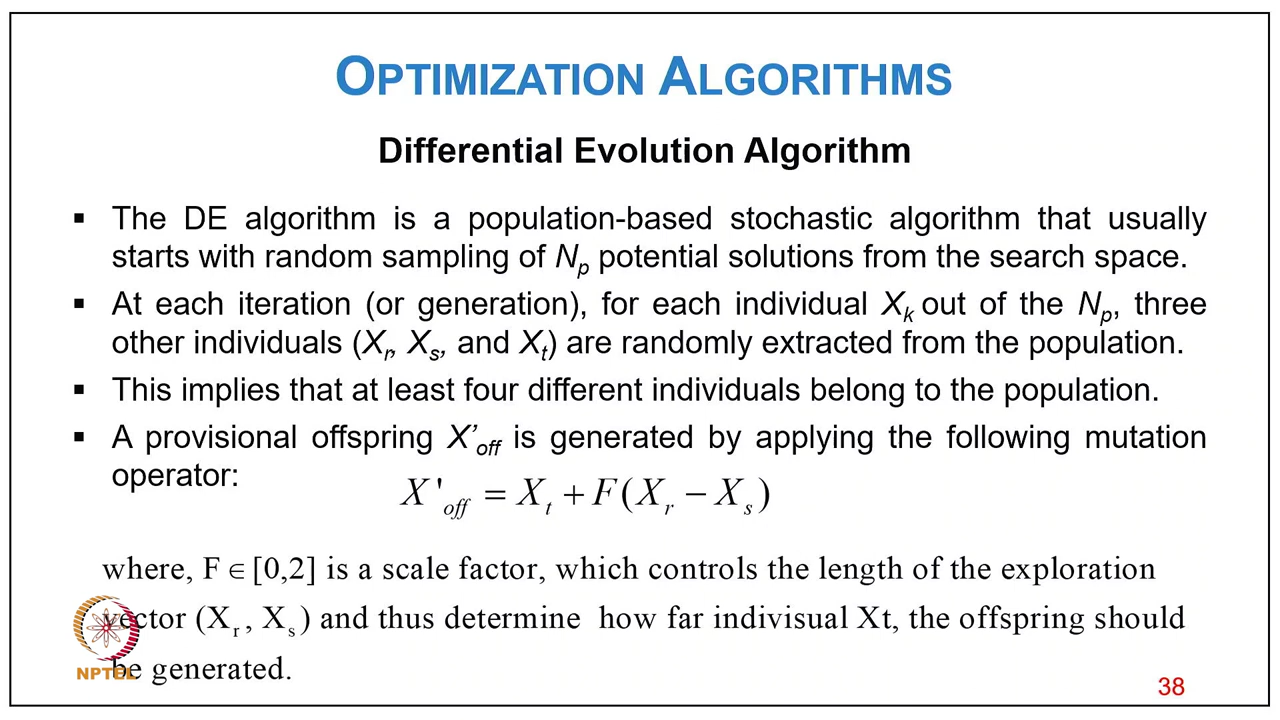 OPTIMIZATION ALGORITHMS
Differential Evolution Algorithm
▪ The DE algorithm is a population-based stochastic algorithm that usually
starts with random sampling of Np potential solutions from the search space.
▪ At each iteration (or generation), for each individual Xk out of the Np, three
other individuals (Xr, Xs, and Xt) are randomly extracted from the population.
▪ This implies that at least four different individuals belong to the population.
▪ A provisional offspring X’off is generated by applying the following mutation
operator:
X'off = Xt + F(Xr − Xs)
where, F ∈ [0,2] is a scale factor, which controls the length of the exploration
vector (Xr, Xs) and thus determine how far indivisual Xt, the offspring should
be generated.
NPTEL
38